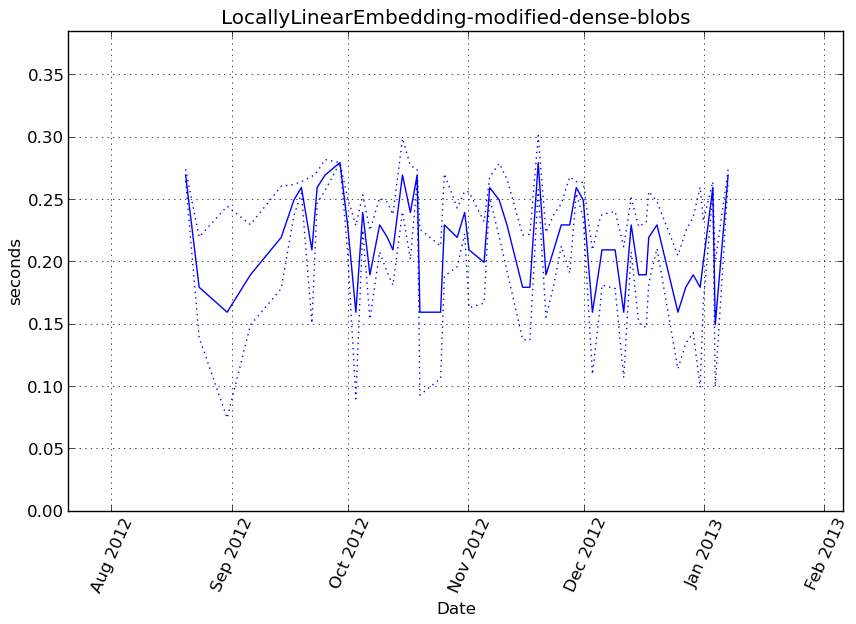 LocallyLinearEmbedding-modified-dense-blobs
0.35
0.30
0.25
0.20
0.15
0.10
0.05
0.00
seconds
Aug 2012
Sep 2012
Oct 2012
Nov 2012
Dec 2012
Jan 2013
Feb 2013
Date